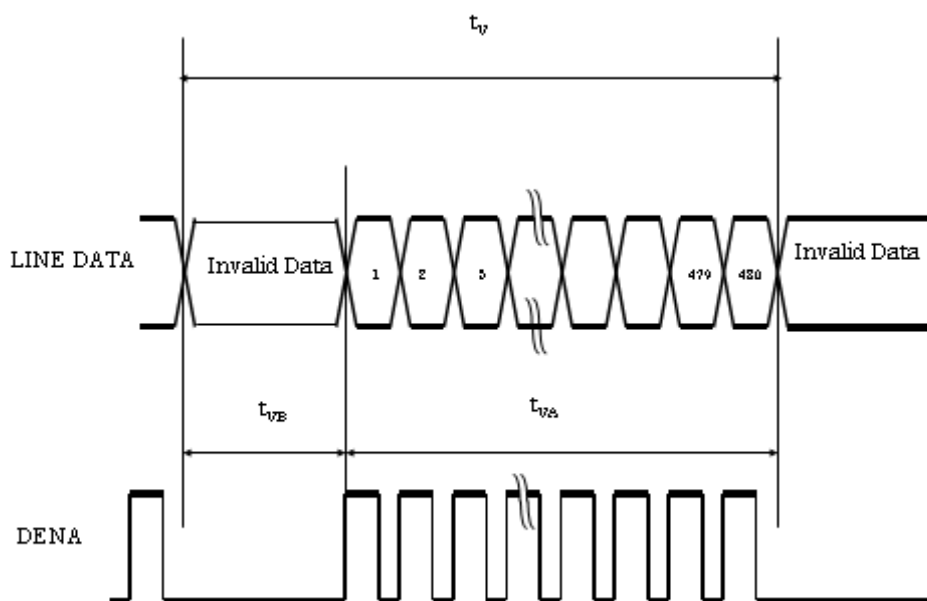 tV
LINE DATA
Invalid Data
1
2
3
479
480
Invalid Data
tVB
tVA
DENA